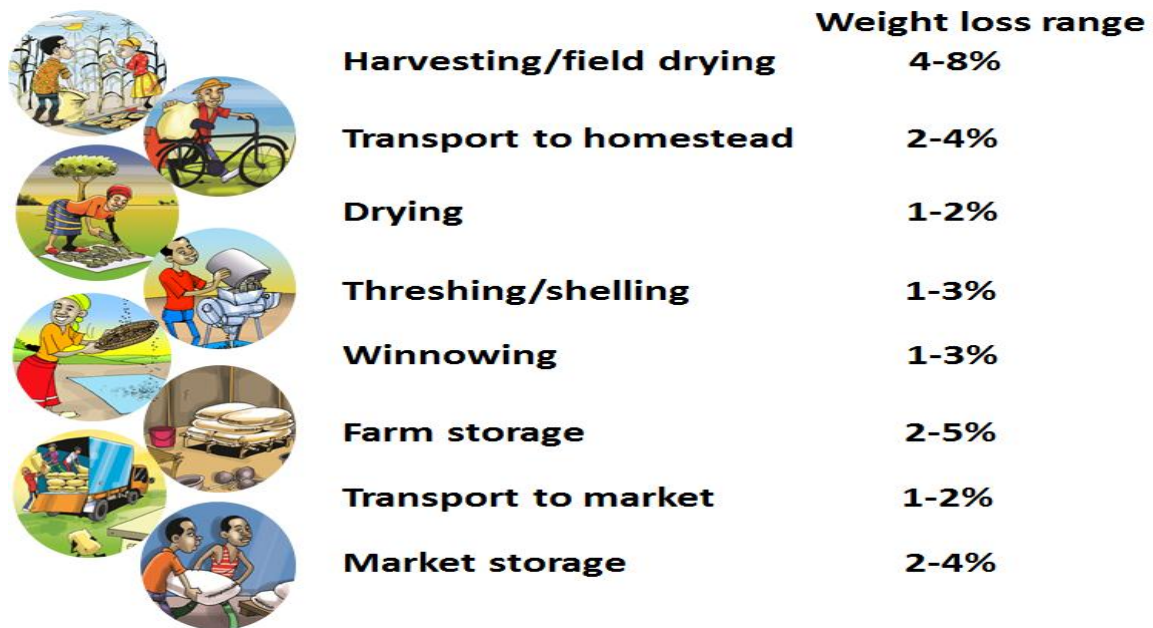 Weight loss range
Harvesting/field drying 4-8%
Transport to homestead 2-4%
Drying 1-2%
Threshing/shelling 1-3%
Winnowing 1-3%
Farm storage 2-5%
Transport to market 1-2%
Market storage 2-4%